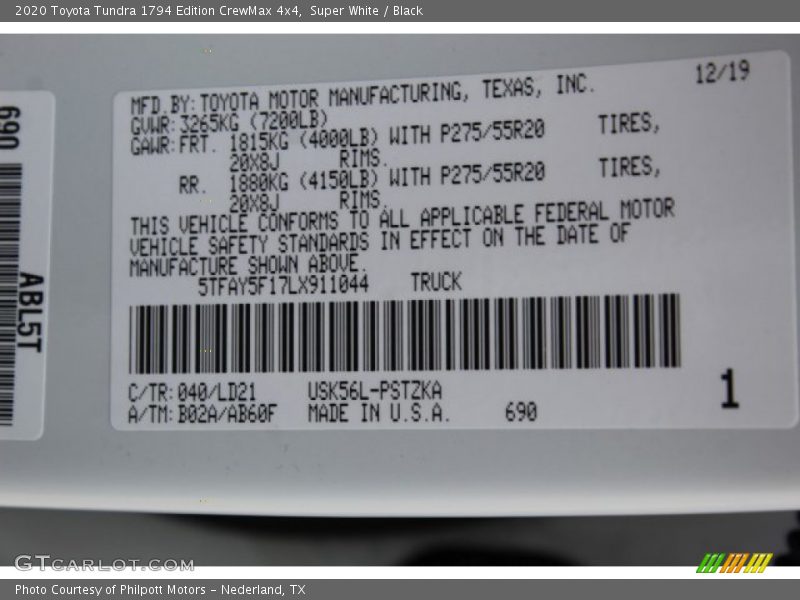 2020 Toyota Tundra 1794 Edition CrewMax 4x4,  Super White / Black
12/19
MFD.BY:TOYOTA MOTOR MANUFACTURING, TEXAS, INC.
GVWR:3265KG (7200LB)
GAWR:FRT. 1815KG (4000LB) WITH P275/55R20 TIRES,
20X8J RIMS.
RR. 1880KG (4150LB) WITH P275/55R20 TIRES,
20X8J RIMS.
THIS VEHICLE CONFORMS TO ALL APPLICABLE FEDERAL MOTOR
VEHICLE SAFETY STANDARDS IN EFFECT ON THE DATE OF
MANUFACTURE SHOWN ABOVE.
5TFAY5F17LX911044 TRUCK
C/TR:040/LD21 USK56L-PSTZKA
A/TM:B02A/AB60F MADE IN U.S.A. 690
1
690
ABL5T
GTCARLOT.COM
Photo Courtesy of Philpott Motors - Nederland, TX